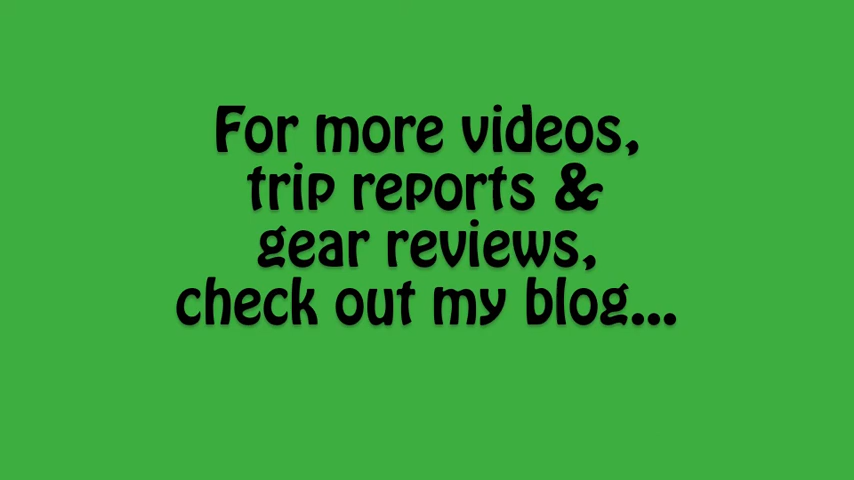 For more videos,
trip reports &
gear reviews,
check out my blog...